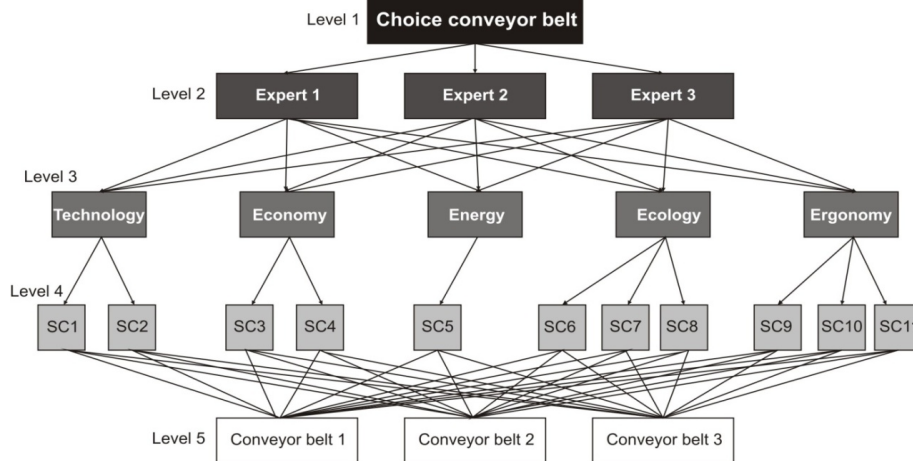 Level 1
Choice conveyor belt
Level 2
Expert 1
Expert 2
Expert 3
Level 3
Technology
Economy
Energy
Ecology
Ergonomy
Level 4
SC1
SC2
SC3
SC4
SC5
SC6
SC7
SC8
SC9
SC10
SC11
Level 5
Conveyor belt 1
Conveyor belt 2
Conveyor belt 3